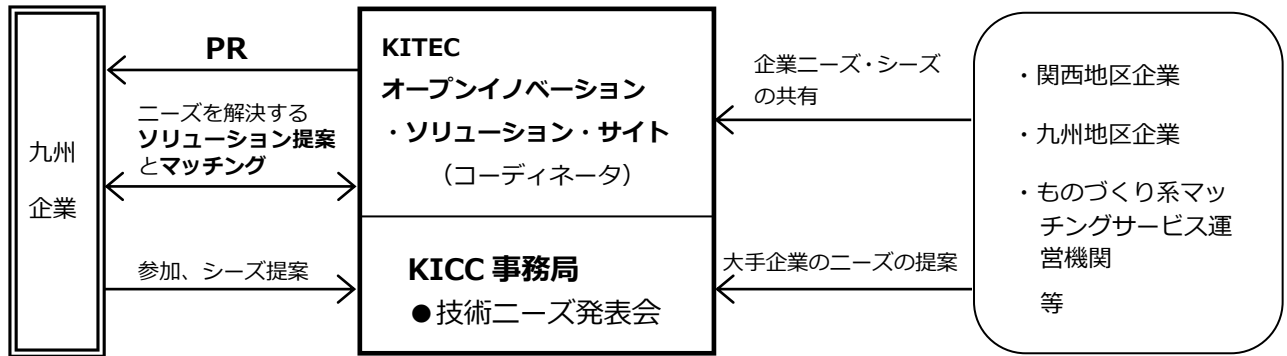 九州
企業
PR
ニーズを解決する
ソリューション提案
とマッチング
参加、シーズ提案
KITEC
オープンイノベーション
・ソリューション・サイト
（コーディネータ）
KICC 事務局
●技術ニーズ発表会
企業ニーズ・シーズ
の共有
大手企業のニーズの提案
・関西地区企業
・九州地区企業
・ものづくり系マッ
チングサービス運
営機関
等